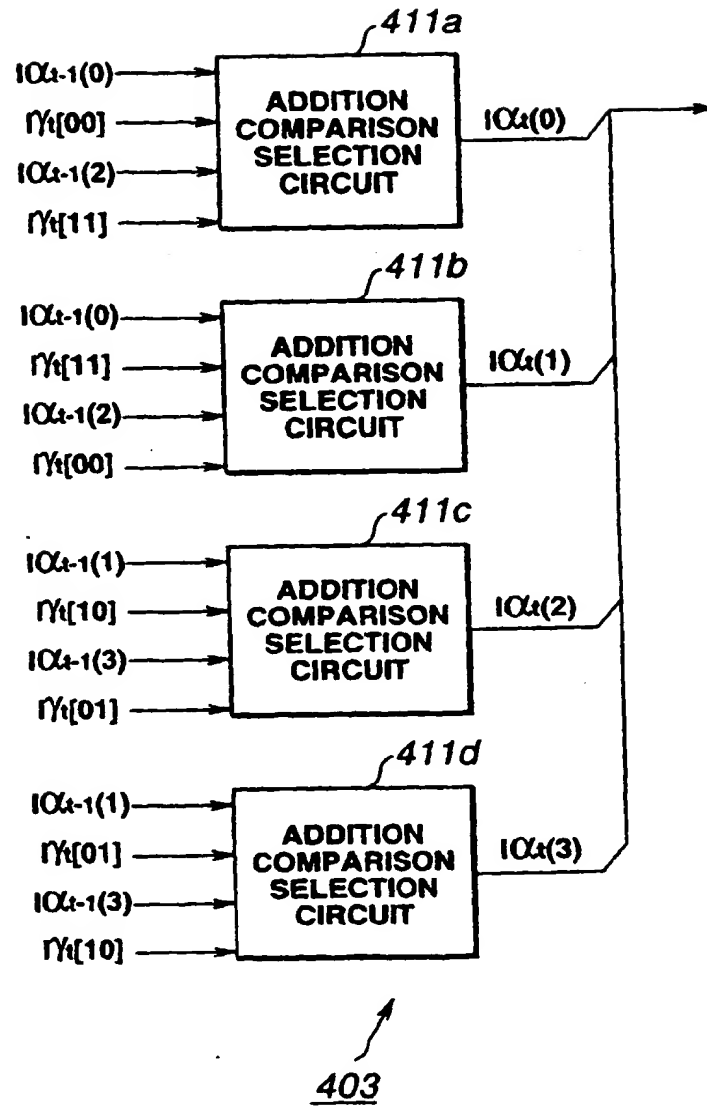 411a
Iαt-1(0)
Iγt[00]
Iαt-1(2)
Iγt[11]
ADDITION
COMPARISON
SELECTION
CIRCUIT
Iαt(0)
411b
Iαt-1(0)
Iγt[11]
Iαt-1(2)
Iγt[00]
ADDITION
COMPARISON
SELECTION
CIRCUIT
Iαt(1)
411c
Iαt-1(1)
Iγt[10]
Iαt-1(3)
Iγt[01]
ADDITION
COMPARISON
SELECTION
CIRCUIT
Iαt(2)
411d
Iαt-1(1)
Iγt[01]
Iαt-1(3)
Iγt[10]
ADDITION
COMPARISON
SELECTION
CIRCUIT
Iαt(3)
403